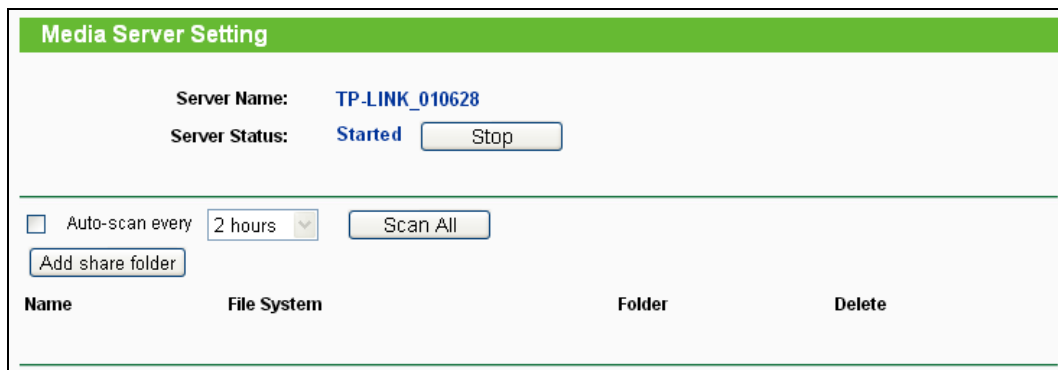 Media Server Setting
Server Name: TP-LINK_010628
Server Status: Started Stop
Auto-scan every 2 hours Scan All
Add share folder
Name File System Folder Delete